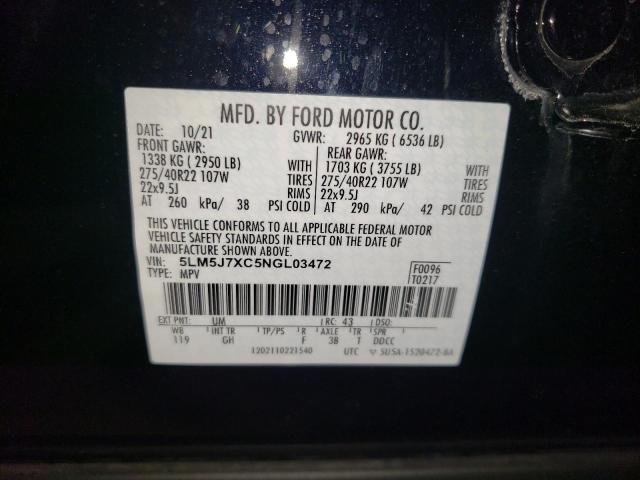 MFD. BY FORD MOTOR CO.
DATE: 10/21 GVWR: 2965 KG ( 6536 LB)
FRONT GAWR: REAR GAWR:
1338 KG ( 2950 LB) WITH 1703 KG ( 3755 LB) WITH
275/40R22 107W TIRES 275/40R22 107W TIRES
22x9.5J RIMS 22x9.5J RIMS
AT 260 kPa/ 38 PSI COLD AT 290 kPa/ 42 PSI COLD
THIS VEHICLE CONFORMS TO ALL APPLICABLE FEDERAL MOTOR
VEHICLE SAFETY STANDARDS IN EFFECT ON THE DATE OF
MANUFACTURE SHOWN ABOVE.
VIN: 5LM5J7XC5NGL03472 F0096
TYPE: MPV T0217
EXT PNT: UM RC: 43 DSO:
WB INT TR TP/PS R AXLE TR SPR
119 GH F 3B T DDCC
1202110221540 UTC ▽ 5U5A-1520472-BA